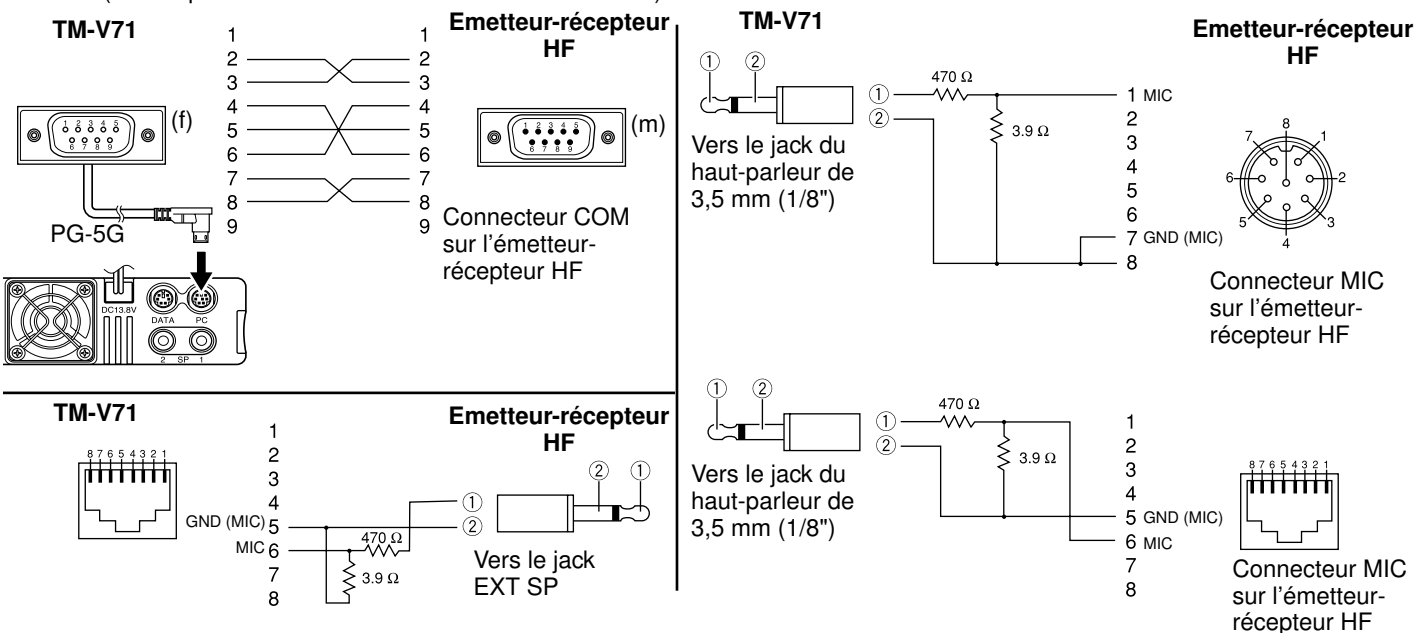 TM-V71
Emetteur-récepteur
HF
1 1
2 2
3 3
4 4
5 5
6 6
7 7
8 8
9 9
1 2 3 4 5
6 7 8 9
(f)
1 2 3 4 5
6 7 8 9
(m)
PG-5G
Connecteur COM
sur l'émetteur-
récepteur HF
DC13.8V
DATA PC
2 SP 1
TM-V71
Emetteur-récepteur
HF
8 7 6 5 4 3 2 1
1
2
3
4
GND (MIC) 5
MIC 6
7
8
470 Ω
3.9 Ω
① ②
② ①
Vers le jack
EXT SP
TM-V71
Emetteur-récepteur
HF
① ②
① ②
Vers le jack du
haut-parleur de
3,5 mm (1/8")
470 Ω
3.9 Ω
1 MIC
2
3
4
5
6
7 GND (MIC)
8
8
7 1
6 2
5 3
4
Connecteur MIC
sur l'émetteur-
récepteur HF
① ②
① ②
Vers le jack du
haut-parleur de
3,5 mm (1/8")
470 Ω
3.9 Ω
1
2
3
4
5 GND (MIC)
6 MIC
7
8
8 7 6 5 4 3 2 1
Connecteur MIC
sur l'émetteur-
récepteur HF